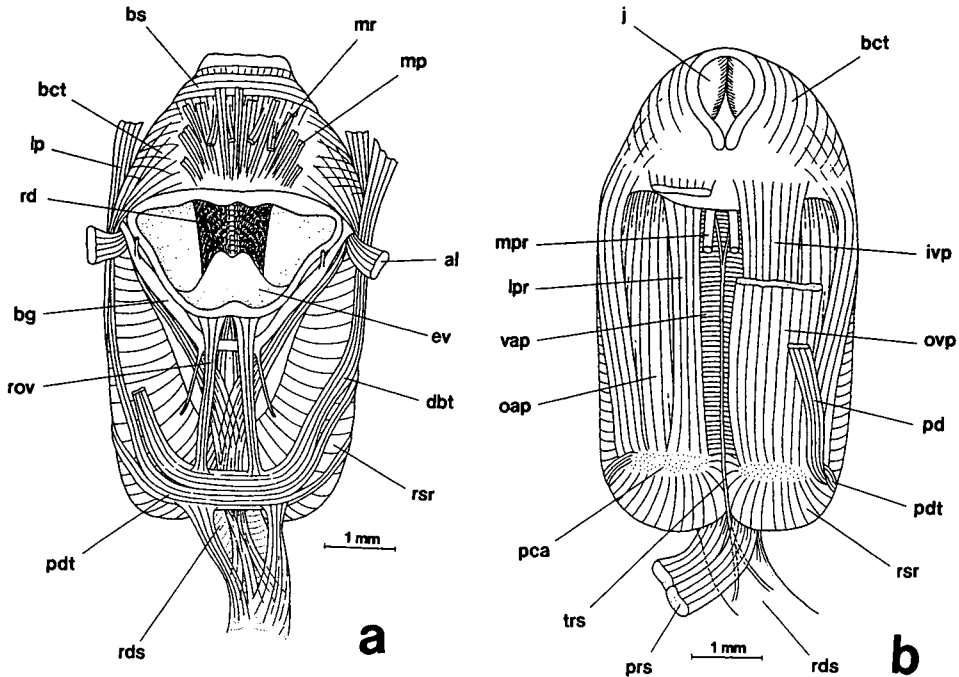 bs
mr
mp
bct
lp
rd
al
bg
ev
rov
dbt
rsr
pdt
1 mm
rds
a
j
bct
mpr
ivp
lpr
vap
ovp
oap
pd
pdt
pca
rsr
trs
prs
1 mm
rds
b